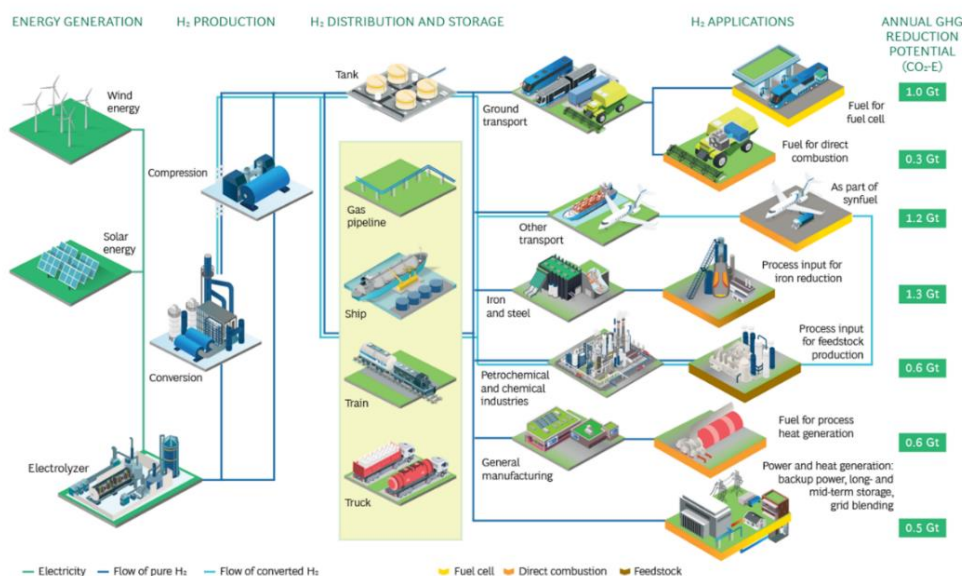 ENERGY GENERATION
H₂ PRODUCTION
H₂ DISTRIBUTION AND STORAGE
H₂ APPLICATIONS
ANNUAL GHG
REDUCTION
POTENTIAL
(CO₂-E)
Wind
energy
Solar
energy
Electrolyzer
Compression
Conversion
Tank
Gas
pipeline
Ship
Train
Truck
Ground
transport
Other
transport
Iron
and steel
Petrochemical and chemical
industries
General
manufacturing
Fuel for
fuel cell
1.0 Gt
Fuel for direct
combustion
0.3 Gt
As part of
synfuel
1.2 Gt
Process input for
iron reduction
1.3 Gt
Process input
for feedstock
production
0.6 Gt
Fuel for process
heat generation
0.6 Gt
Power and heat generation:
backup power, long- and
mid-term storage,
grid blending
0.5 Gt
Electricity
Flow of pure H₂
Flow of converted H₂
Fuel cell
Direct combustion
Feedstock